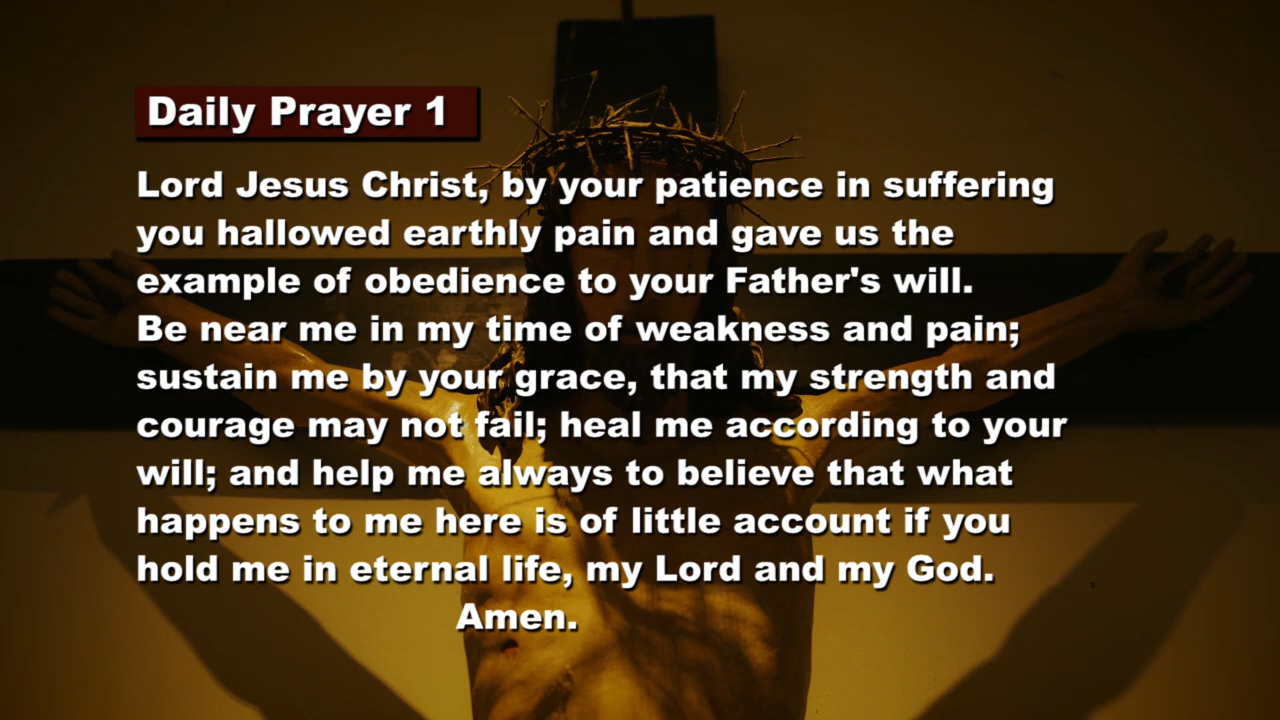 Daily Prayer 1
Lord Jesus Christ, by your patience in suffering
you hallowed earthly pain and gave us the
example of obedience to your Father's will.
Be near me in my time of weakness and pain;
sustain me by your grace, that my strength and
courage may not fail; heal me according to your
will; and help me always to believe that what
happens to me here is of little account if you
hold me in eternal life, my Lord and my God.
Amen.